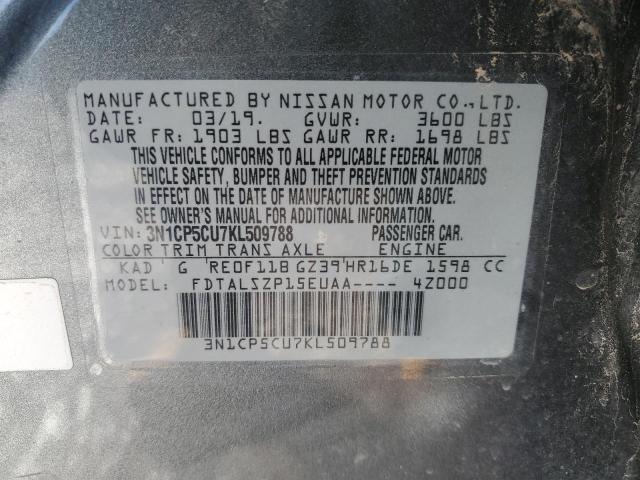 MANUFACTURED BY NISSAN MOTOR CO.,LTD.
DATE: 03/19. GVWR: 3600 LBS
GAWR FR: 1903 LBS GAWR RR: 1698 LBS
THIS VEHICLE CONFORMS TO ALL APPLICABLE FEDERAL MOTOR
VEHICLE SAFETY, BUMPER AND THEFT PREVENTION STANDARDS
IN EFFECT ON THE DATE OF MANUFACTURE SHOWN ABOVE.
SEE OWNER'S MANUAL FOR ADDITIONAL INFORMATION.
VIN: 3N1CP5CU7KL509788 PASSENGER CAR.
COLOR TRIM TRANS AXLE ENGINE
KAD G RE0F11B GZ39 HR16DE 1598 CC
MODEL: FDTALSZP15EUAA---- 4Z000
3N1CP5CU7KL509788